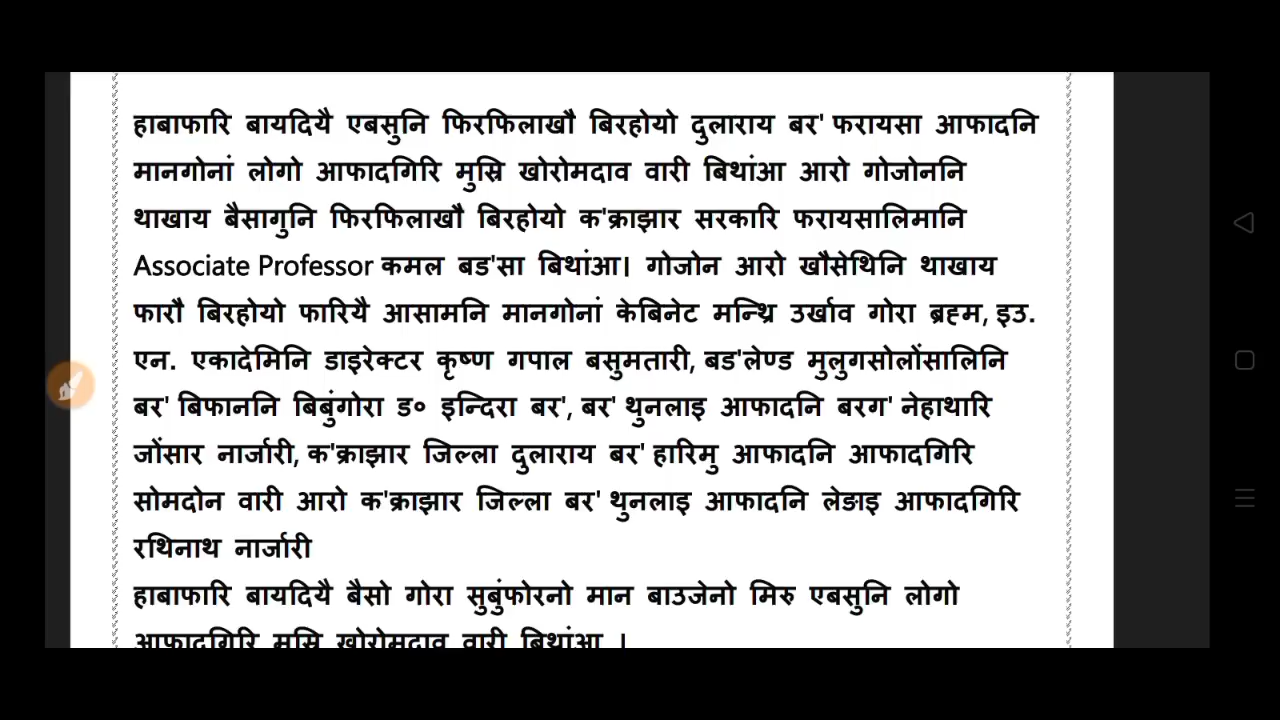 हाबाफारि बायदियै एबसुनि फिरफिलाखौ बिरहोयो दुलाराय बर' फरायसा आफादनि
मानगोनां लोगो आफादगिरि मुस्रि खोरोमदाव वारी बिथांआ आरो गोजोननि
थाखाय बैसागुनि फिरफिलाखौ बिरहोयो क'क्राझार सरकारि फरायसालिमानि
Associate Professor कमल बड'सा बिथांआ। गोजोन आरो खौसेथिनि थाखाय
फारौ बिरहोयो फारियै आसामनि मानगोनां केबिनेट मन्थ्रि उर्खाव गोरा ब्रह्म, इउ.
एन. एकादेमिनि डाइरेक्टर कृष्ण गपाल बसुमतारी, बड'लेण्ड मुलुगसोलोंसालिनि
बर' बिफाननि बिबुंगोरा ड० इन्दिरा बर', बर' थुनलाइ आफादनि बरग' नेहाथारि
जोंसार नार्जारी, क'क्राझार जिल्ला दुलाराय बर' हारिमु आफादनि आफादगिरि
सोमदोन वारी आरो क'क्राझार जिल्ला बर' थुनलाइ आफादनि लेङाइ आफादगिरि
रथिनाथ नार्जारी
हाबाफारि बायदियै बैसो गोरा सुबुंफोरनो मान बाउजेनो मिरु एबसुनि लोगो
आफादगिरि मुस्रि खोरोमदाव वारी बिथांआ ।